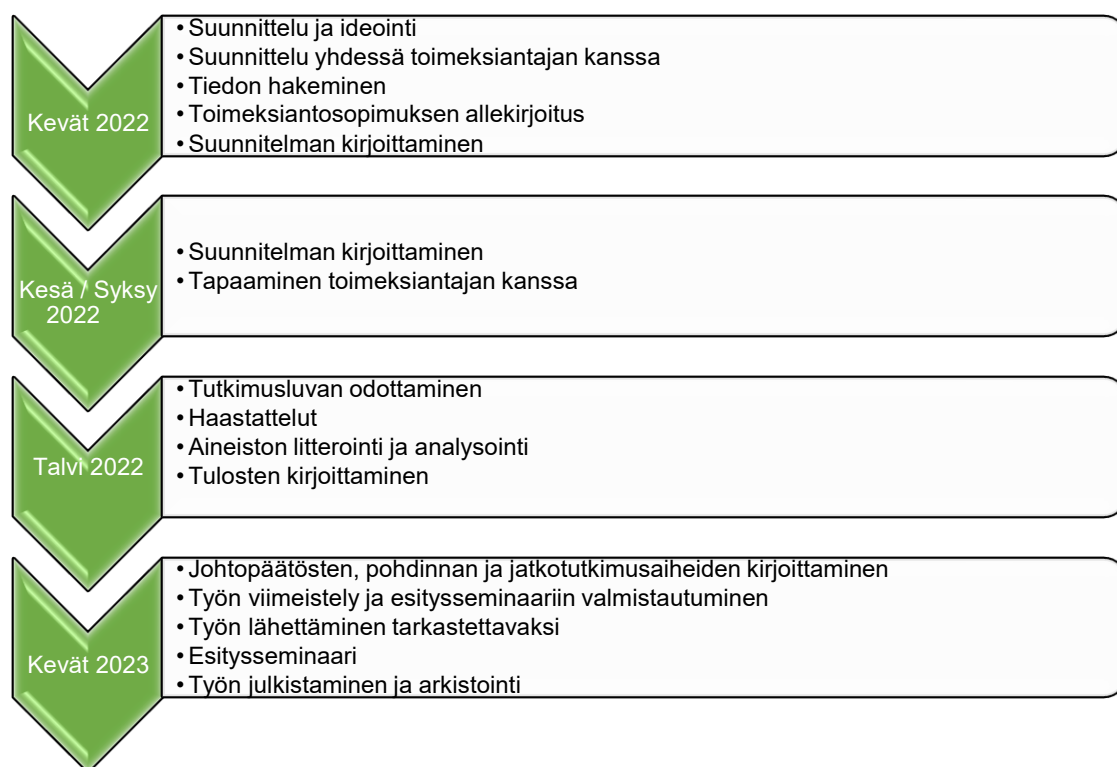 Kevät 2022
• Suunnittelu ja ideointi
• Suunnittelu yhdessä toimeksiantajan kanssa
• Tiedon hakeminen
• Toimeksiantosopimuksen allekirjoitus
• Suunnitelman kirjoittaminen
Kesä / Syksy
2022
• Suunnitelman kirjoittaminen
• Tapaaminen toimeksiantajan kanssa
Talvi 2022
• Tutkimusluvan odottaminen
• Haastattelut
• Aineiston litterointi ja analysointi
• Tulosten kirjoittaminen
Kevät 2023
• Johtopäätösten, pohdinnan ja jatkotutkimusaiheiden kirjoittaminen
• Työn viimeistely ja esitysseminaariin valmistautuminen
• Työn lähettäminen tarkastettavaksi
• Esitysseminaari
• Työn julkistaminen ja arkistointi